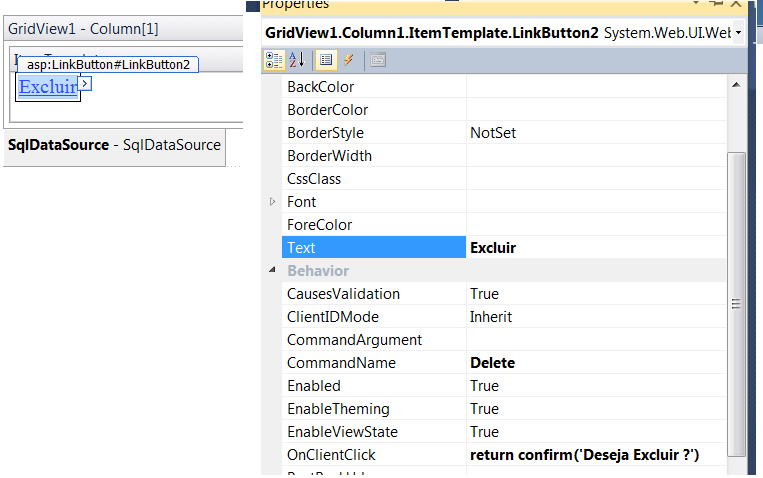 GridView1 - Column[1]
asp:LinkButton#LinkButton2
Excluir
SqlDataSource - SqlDataSource
Properties
GridView1.Column1.ItemTemplate.LinkButton2 System.Web.UI.Web
BackColor
BorderColor
BorderStyle NotSet
BorderWidth
CssClass
Font
ForeColor
Text Excluir
Behavior
CausesValidation True
ClientIDMode Inherit
CommandArgument
CommandName Delete
Enabled True
EnableTheming True
EnableViewState True
OnClientClick return confirm('Deseja Excluir ?')